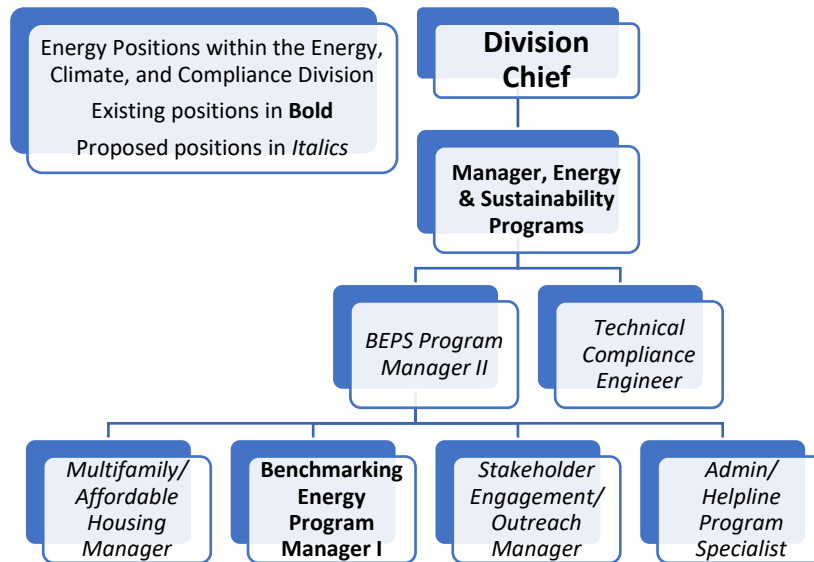 Energy Positions within the Energy,
Climate, and Compliance Division
Existing positions in Bold
Proposed positions in Italics
Division
Chief
Manager, Energy
& Sustainability
Programs
BEPS Program
Manager II
Technical
Compliance
Engineer
Multifamily/
Affordable
Housing
Manager
Benchmarking
Energy
Program
Manager I
Stakeholder
Engagement/
Outreach
Manager
Admin/
Helpline
Program
Specialist